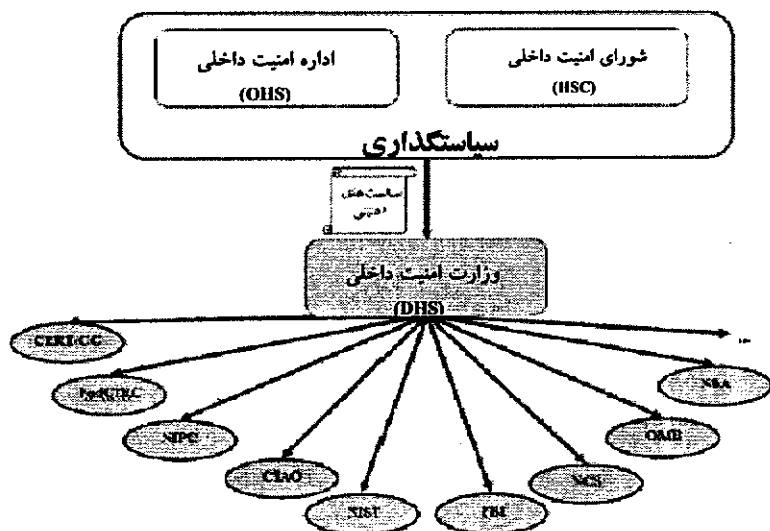 شورای امنیت داخلی
(HSC)
اداره امنیت داخلی
(OHS)
سیاستگذاری
وزارت امنیت داخلی
(DHS)
CERT/CC
FedCIRC
NIPC
CIAO
NIST
FBI
NCS
OMB
NSA
...